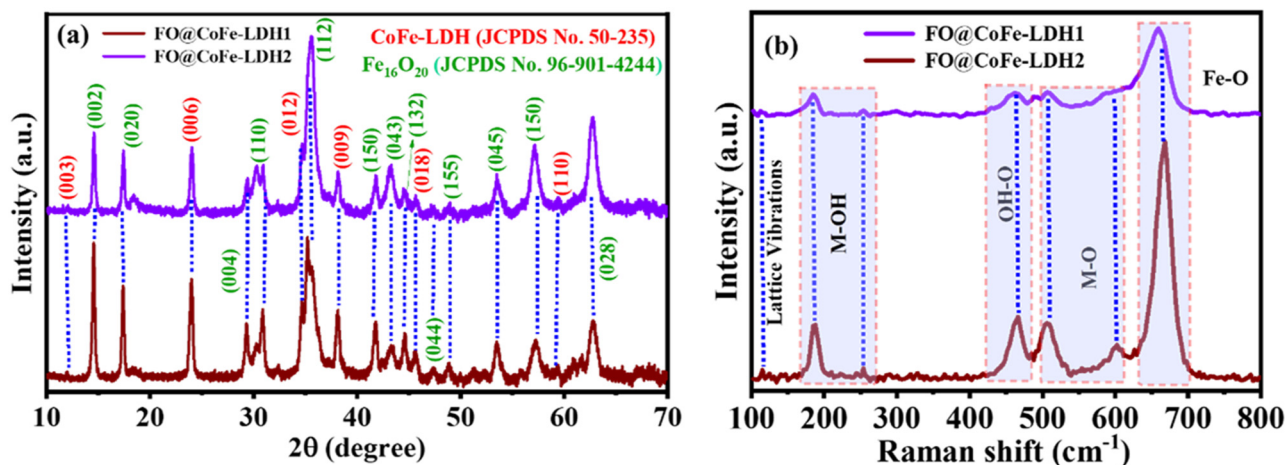 (a)
FO@CoFe-LDH1
FO@CoFe-LDH2
CoFe-LDH (JCPDS No. 50-235)
Fe16O20 (JCPDS No. 96-901-4244)
(003)
(002)
(020)
(006)
(004)
(110)
(012)
(112)
(009)
(150)
(043)
(132)
(018)
(044)
(155)
(045)
(150)
(110)
(028)
Intensity (a.u.)
10 20 30 40 50 60 70
2θ (degree)
(b)
FO@CoFe-LDH1
FO@CoFe-LDH2
Lattice Vibrations
M-OH
OH-O
M-O
Fe-O
Intensity (a.u.)
100 200 300 400 500 600 700 800
Raman shift (cm-1)